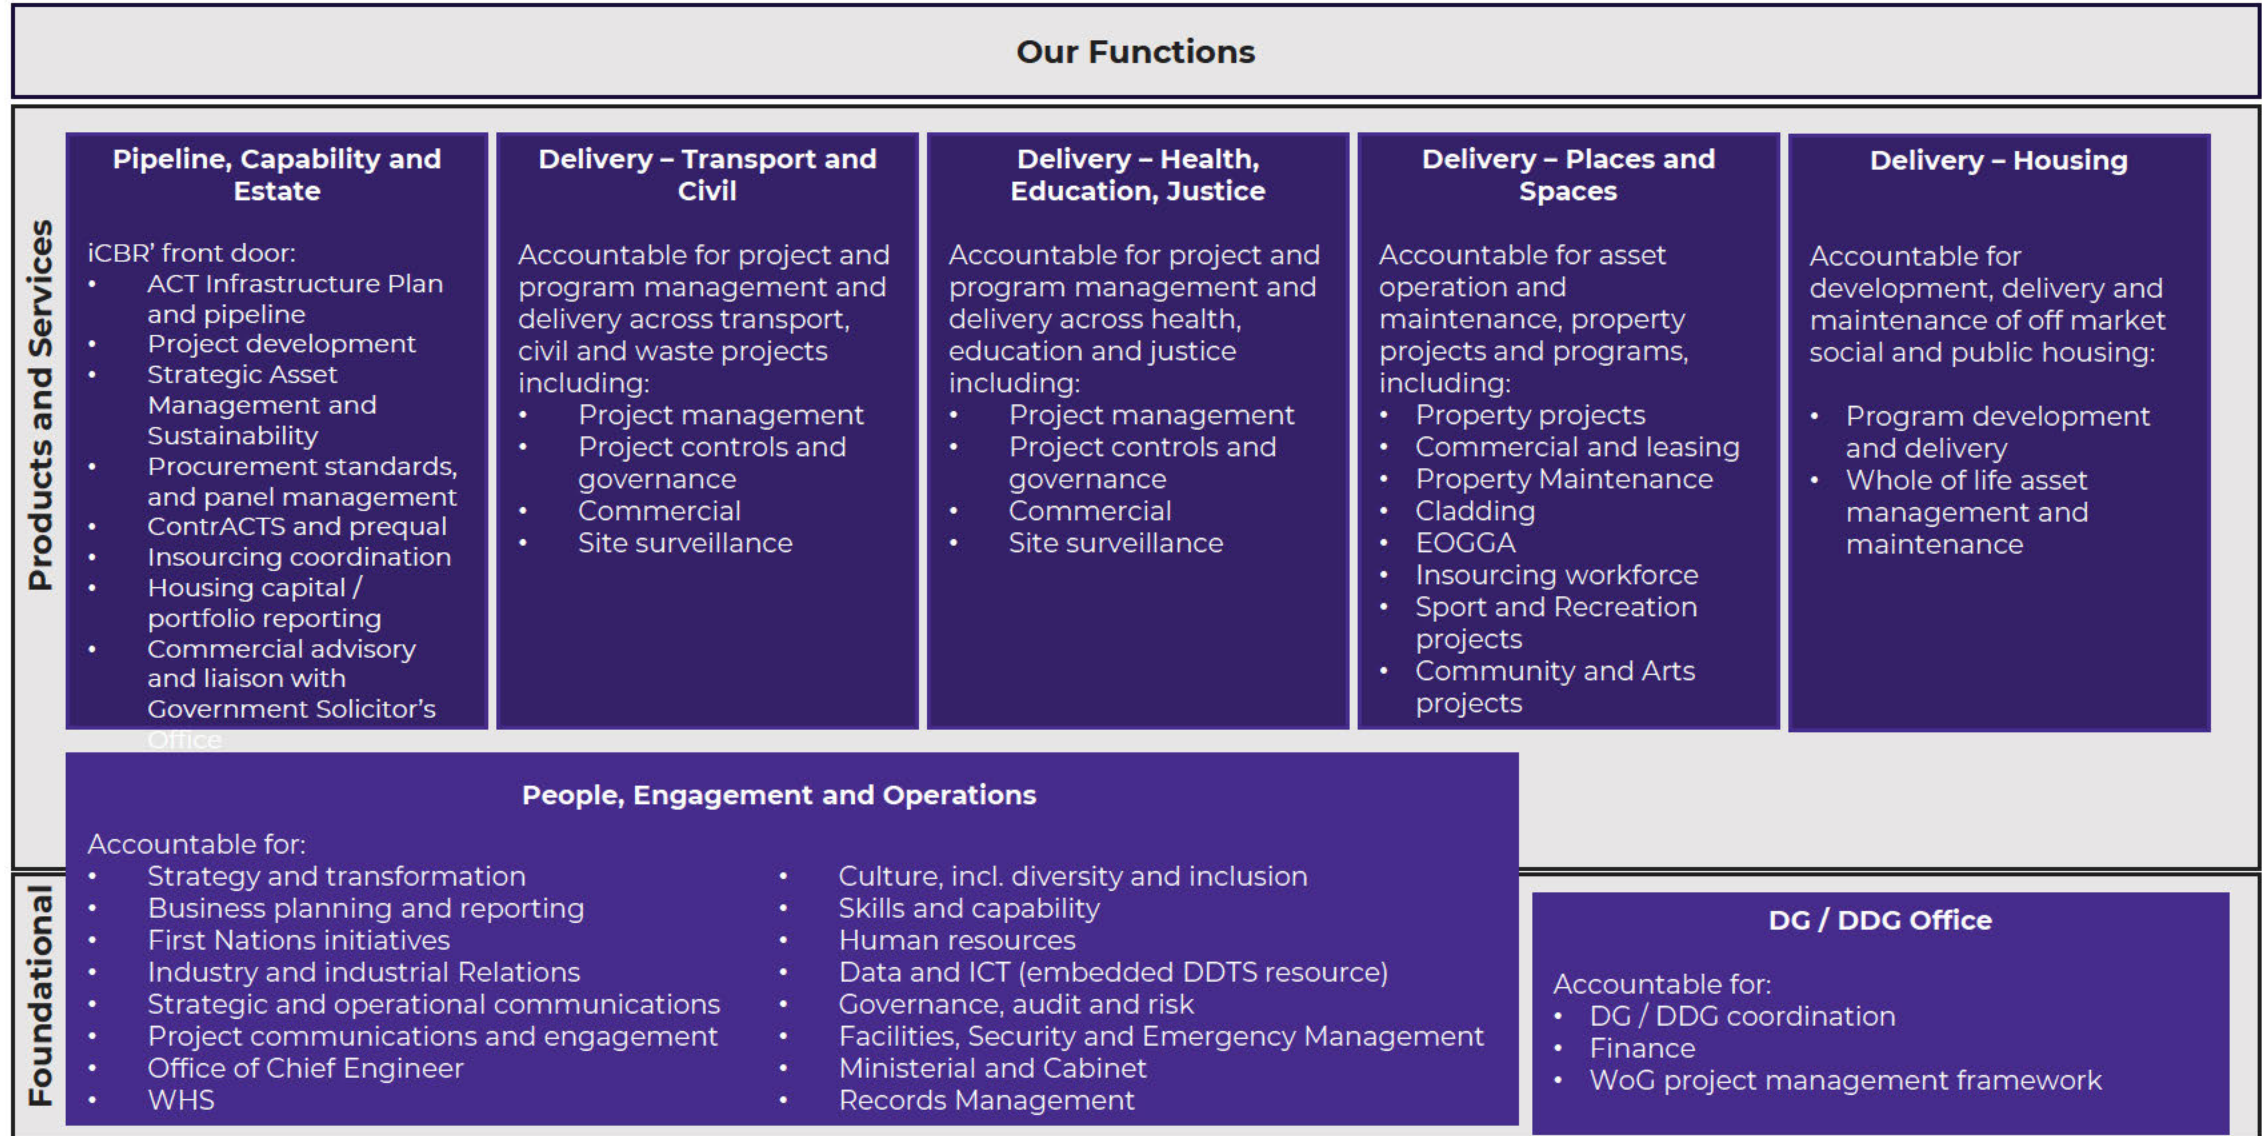 Our Functions
Products and Services
Pipeline, Capability and
Estate
iCBR’ front door:
• ACT Infrastructure Plan
and pipeline
• Project development
• Strategic Asset
Management and
Sustainability
• Procurement standards,
and panel management
• ContrACTS and prequal
• Insourcing coordination
• Housing capital /
portfolio reporting
• Commercial advisory
and liaison with
Government Solicitor’s
Office
Delivery – Transport and
Civil
Accountable for project and
program management and
delivery across transport,
civil and waste projects
including:
• Project management
• Project controls and
governance
• Commercial
• Site surveillance
Delivery – Health,
Education, Justice
Accountable for project and
program management and
delivery across health,
education and justice
including:
• Project management
• Project controls and
governance
• Commercial
• Site surveillance
Delivery – Places and
Spaces
Accountable for asset
operation and
maintenance, property
projects and programs,
including:
• Property projects
• Commercial and leasing
• Property Maintenance
• Cladding
• EOGGA
• Insourcing workforce
• Sport and Recreation
projects
• Community and Arts
projects
Delivery – Housing
Accountable for
development, delivery and
maintenance of off market
social and public housing:
• Program development
and delivery
• Whole of life asset
management and
maintenance
Foundational
People, Engagement and Operations
Accountable for:
• Strategy and transformation
• Business planning and reporting
• First Nations initiatives
• Industry and industrial Relations
• Strategic and operational communications
• Project communications and engagement
• Office of Chief Engineer
• WHS
• Culture, incl. diversity and inclusion
• Skills and capability
• Human resources
• Data and ICT (embedded DDTS resource)
• Governance, audit and risk
• Facilities, Security and Emergency Management
• Ministerial and Cabinet
• Records Management
DG / DDG Office
Accountable for:
• DG / DDG coordination
• Finance
• WoG project management framework